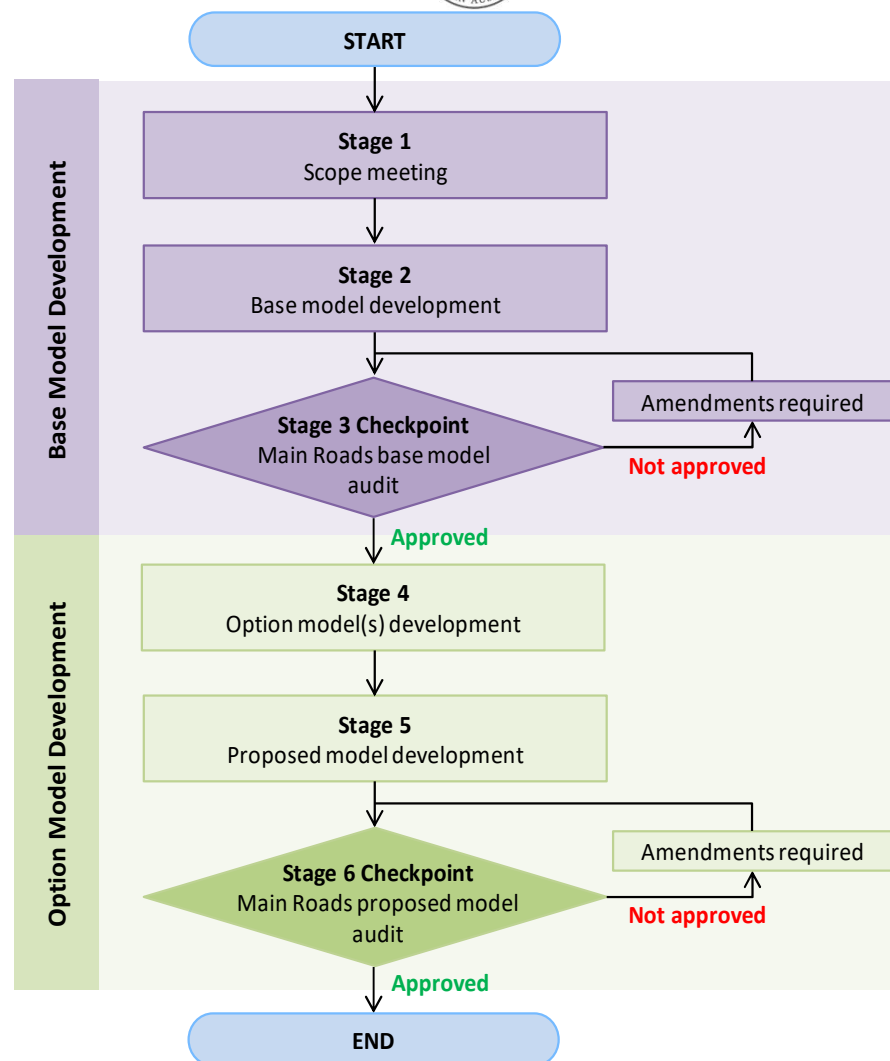 START
Base Model Development
Stage 1
Scope meeting
Stage 2
Base model development
Amendments required
Stage 3 Checkpoint
Main Roads base model
audit
Not approved
Approved
Option Model Development
Stage 4
Option model(s) development
Stage 5
Proposed model development
Amendments required
Stage 6 Checkpoint
Main Roads proposed model
audit
Not approved
Approved
END